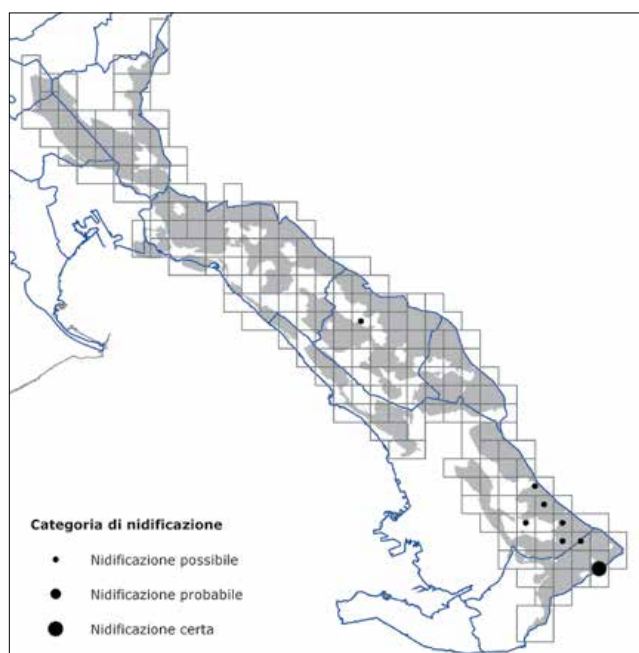 Categoria di nidificazione
Nidificazione possibile
Nidificazione probabile
Nidificazione certa